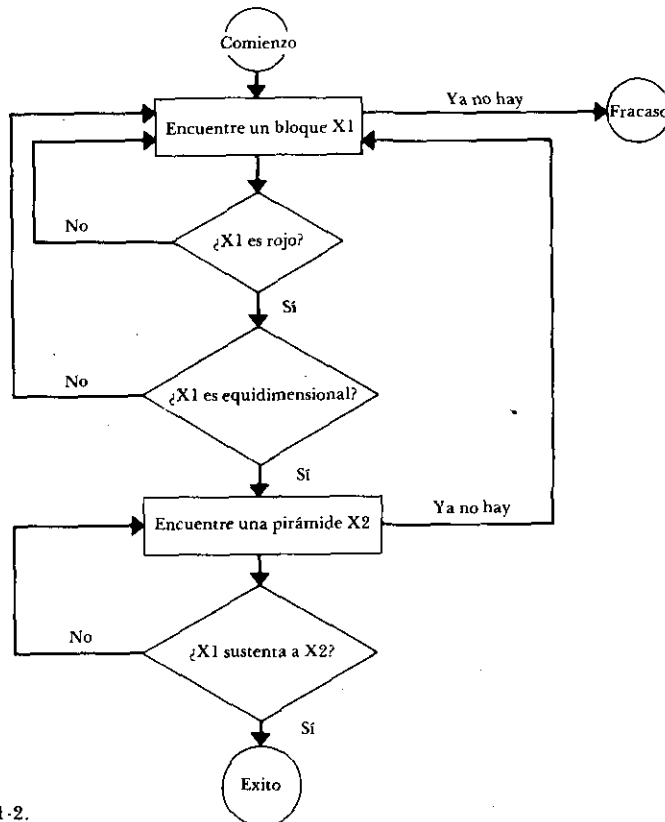 Comienzo
Encuentre un bloque X1
Ya no hay
Fracaso
No
¿X1 es rojo?
Sí
No
¿X1 es equidimensional?
Sí
Encuentre una pirámide X2
Ya no hay
No
¿X1 sustenta a X2?
Sí
Exito
-2.